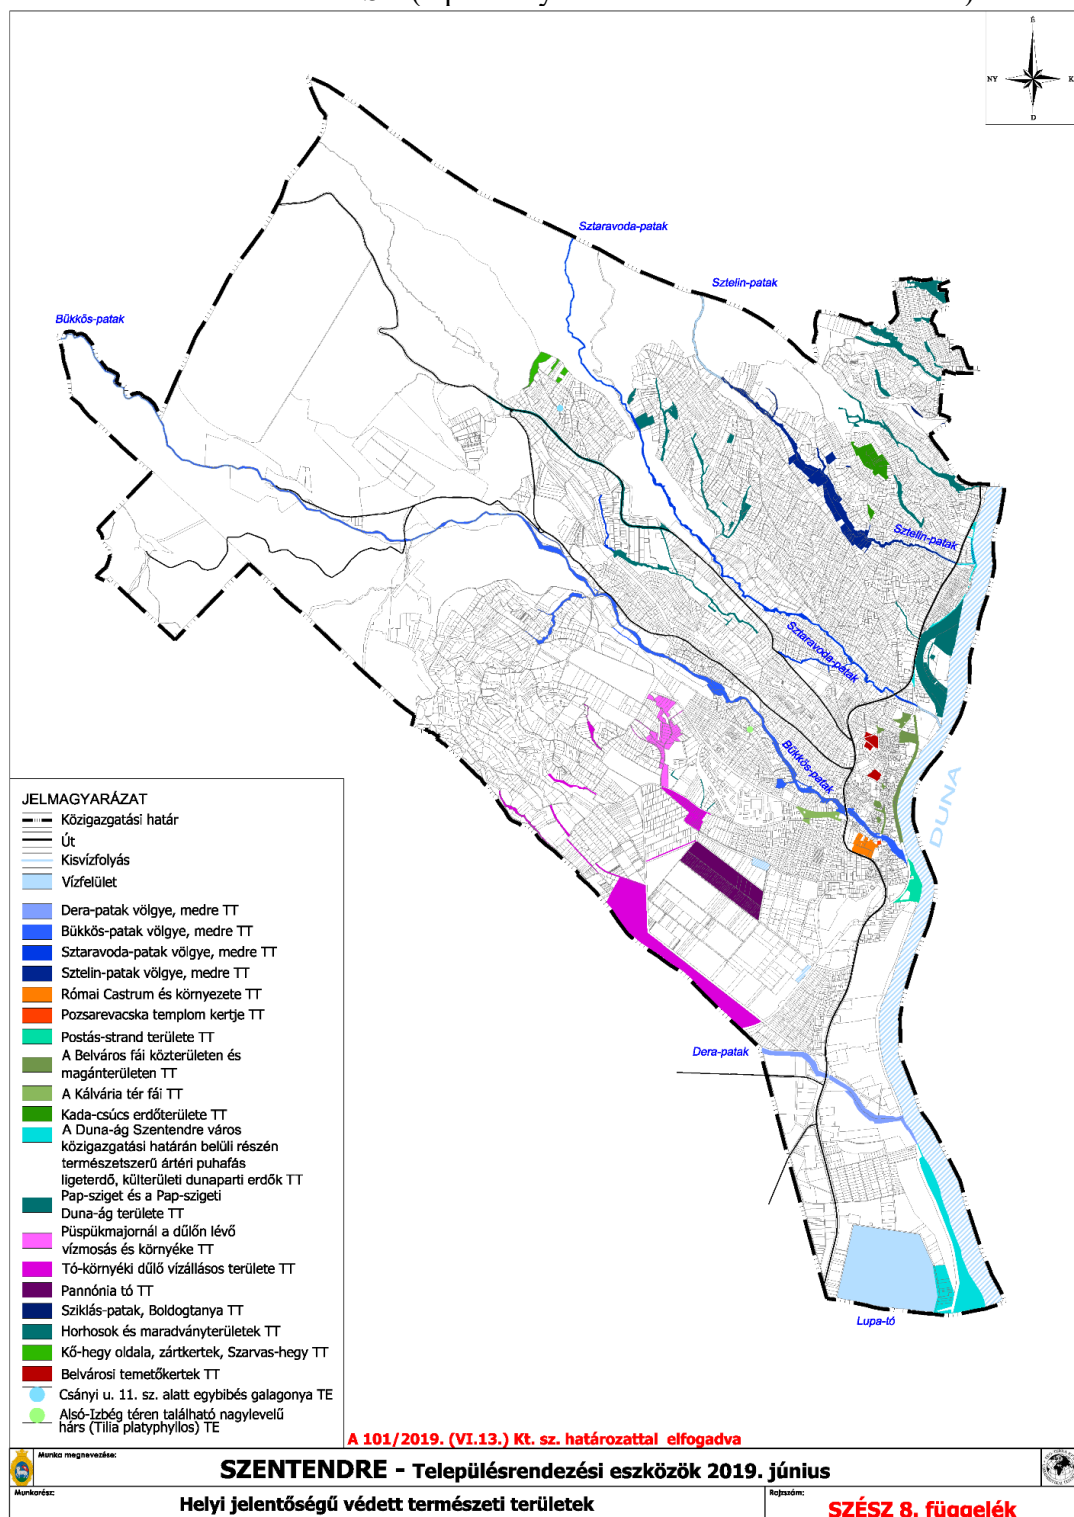 É
NY
K
D
Sztaravoda-patak
Sztelin-patak
Bükkös-patak
Sztelin-patak
Sztaravoda-patak
Bükkös-patak
DUNA
Dera-patak
Lupa-tó
JELMAGYARÁZAT
Közigazgatási határ
Út
Kisvízfolyás
Vízfelület
Dera-patak völgye, medre TT
Bükkös-patak völgye, medre TT
Sztaravoda-patak völgye, medre TT
Sztelin-patak völgye, medre TT
Római Castrum és környezete TT
Pozsarevacska templom kertje TT
Postás-strand területe TT
A Belváros fái közterületen és
magánterületen TT
A Kálvária tér fái TT
Kada-csúcs erdőterülete TT
A Duna-ág Szentendre város
közigazgatási határán belüli részén
természetszerű ártéri puhafás
ligeterdő, külterületi dunaparti erdők TT
Pap-sziget és a Pap-szigeti
Duna-ág területe TT
Püspükmajornál a dűlőn lévő
vízmosás és környéke TT
Tó-környéki dűlő vízállásos területe TT
Pannónia tó TT
Sziklás-patak, Boldogtanya TT
Horhosok és maradványterületek TT
Kő-hegy oldala, zártkertek, Szarvas-hegy TT
Belvárosi temetőkertek TT
Csányi u. 11. sz. alatt egybibés galagonya TE
Alsó-Izbég téren található nagylevelű
hárs (Tilia platyphyllos) TE
A 101/2019. (VI.13.) Kt. sz. határozattal elfogadva
Munka megnevezése:
SZENTENDRE - Településrendezési eszközök 2019. június
Munkarész:
Helyi jelentőségű védett természeti területek
Rajzszám:
SZÉSZ 8. függelék